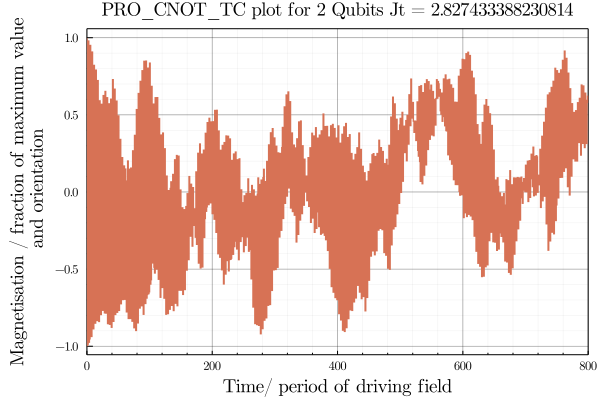 PRO_CNOT_TC plot for 2 Qubits Jt = 2.827433388230814
Magnetisation / fraction of maximum value
and orientation
1.0
0.5
0.0
−0.5
−1.0
0 200 400 600 800
Time/ period of driving field